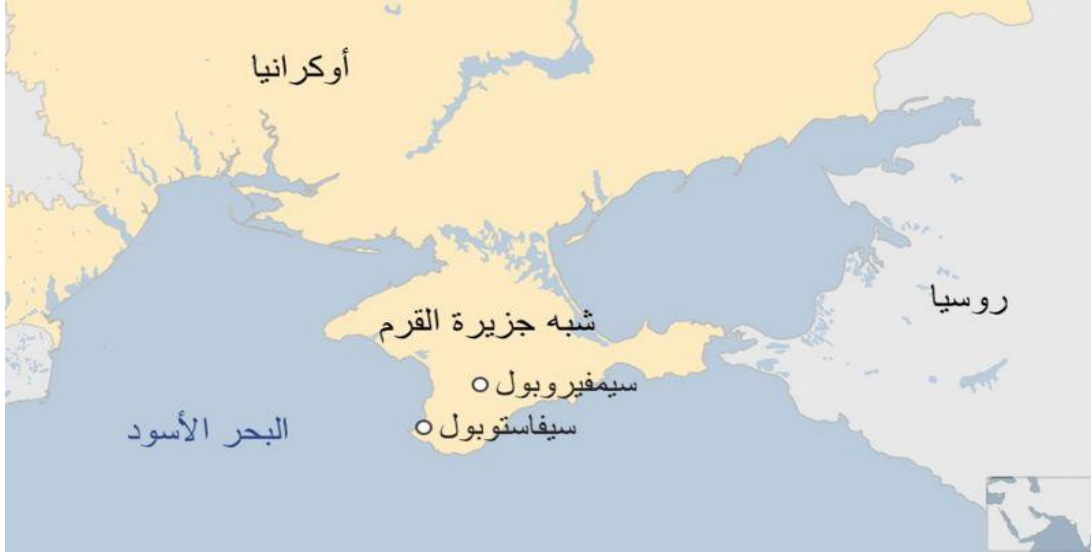 أوكرانيا
روسيا
شبه جزيرة القرم
سيمفيروبول
سيفاستوبول
البحر الأسود